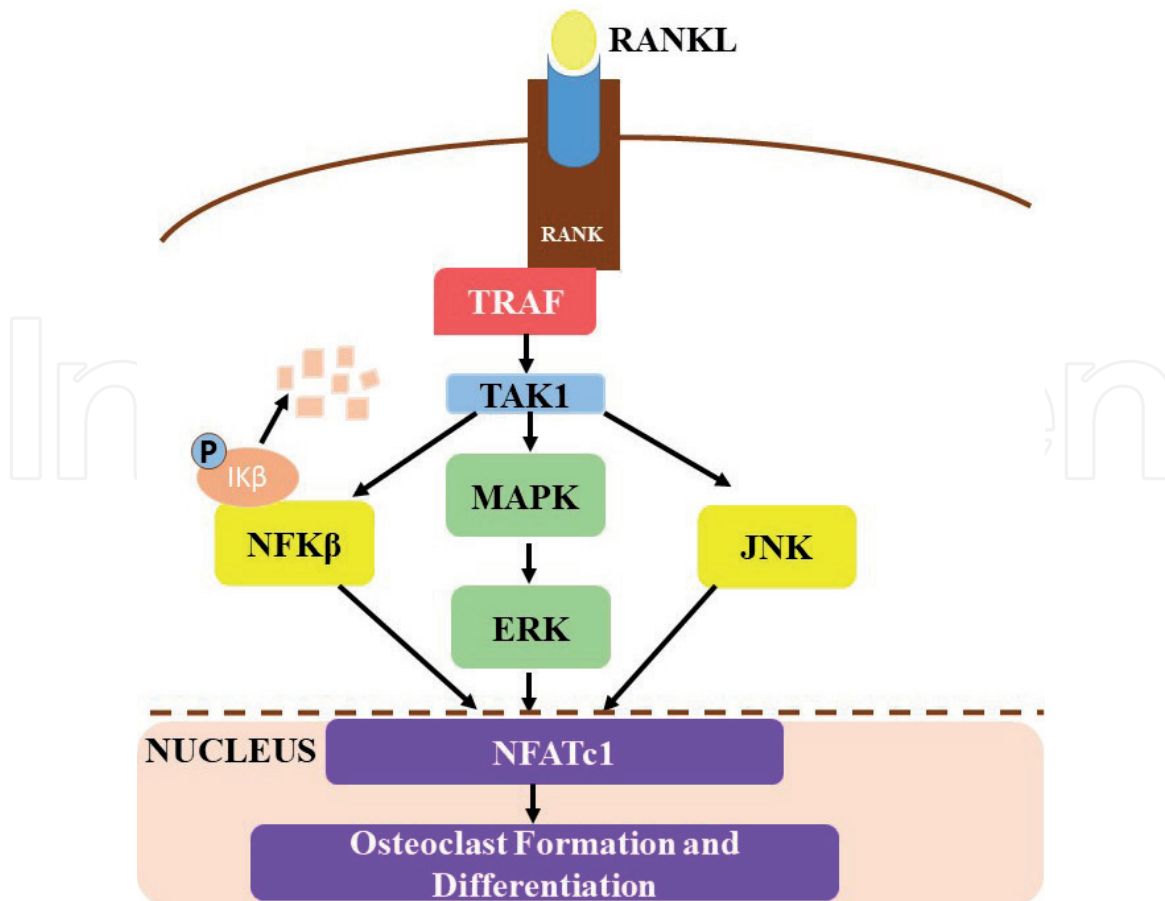 RANKL
RANK
TRAF
TAK1
P
IKβ
NFKβ
MAPK
JNK
ERK
NUCLEUS
NFATc1
Osteoclast Formation and
Differentiation